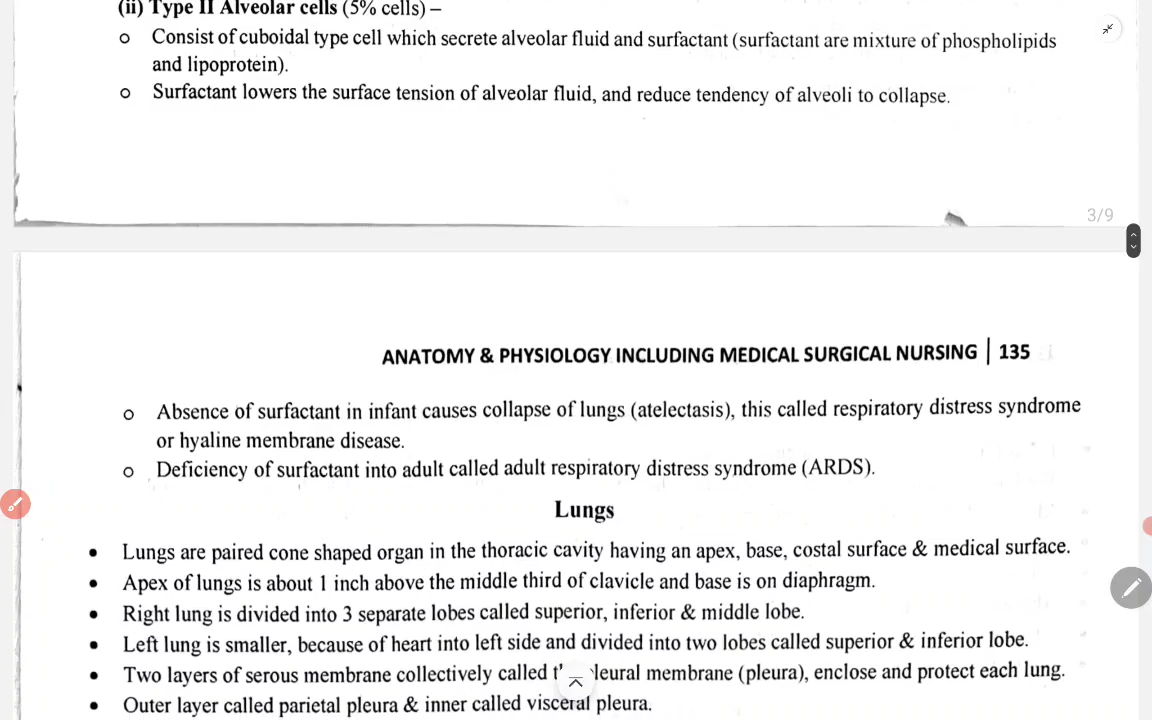 (ii) Type II Alveolar cells (5% cells) –
o Consist of cuboidal type cell which secrete alveolar fluid and surfactant (surfactant are mixture of phospholipids
and lipoprotein).
o Surfactant lowers the surface tension of alveolar fluid, and reduce tendency of alveoli to collapse.
3/9
ANATOMY & PHYSIOLOGY INCLUDING MEDICAL SURGICAL NURSING | 135
o Absence of surfactant in infant causes collapse of lungs (atelectasis), this called respiratory distress syndrome
or hyaline membrane disease.
o Deficiency of surfactant into adult called adult respiratory distress syndrome (ARDS).
Lungs
• Lungs are paired cone shaped organ in the thoracic cavity having an apex, base, costal surface & medical surface.
• Apex of lungs is about 1 inch above the middle third of clavicle and base is on diaphragm.
• Right lung is divided into 3 separate lobes called superior, inferior & middle lobe.
• Left lung is smaller, because of heart into left side and divided into two lobes called superior & inferior lobe.
• Two layers of serous membrane collectively called membrane (pleura), enclose and protect each lung.
• Outer layer called parietal pleura & inner called visceral pleura.